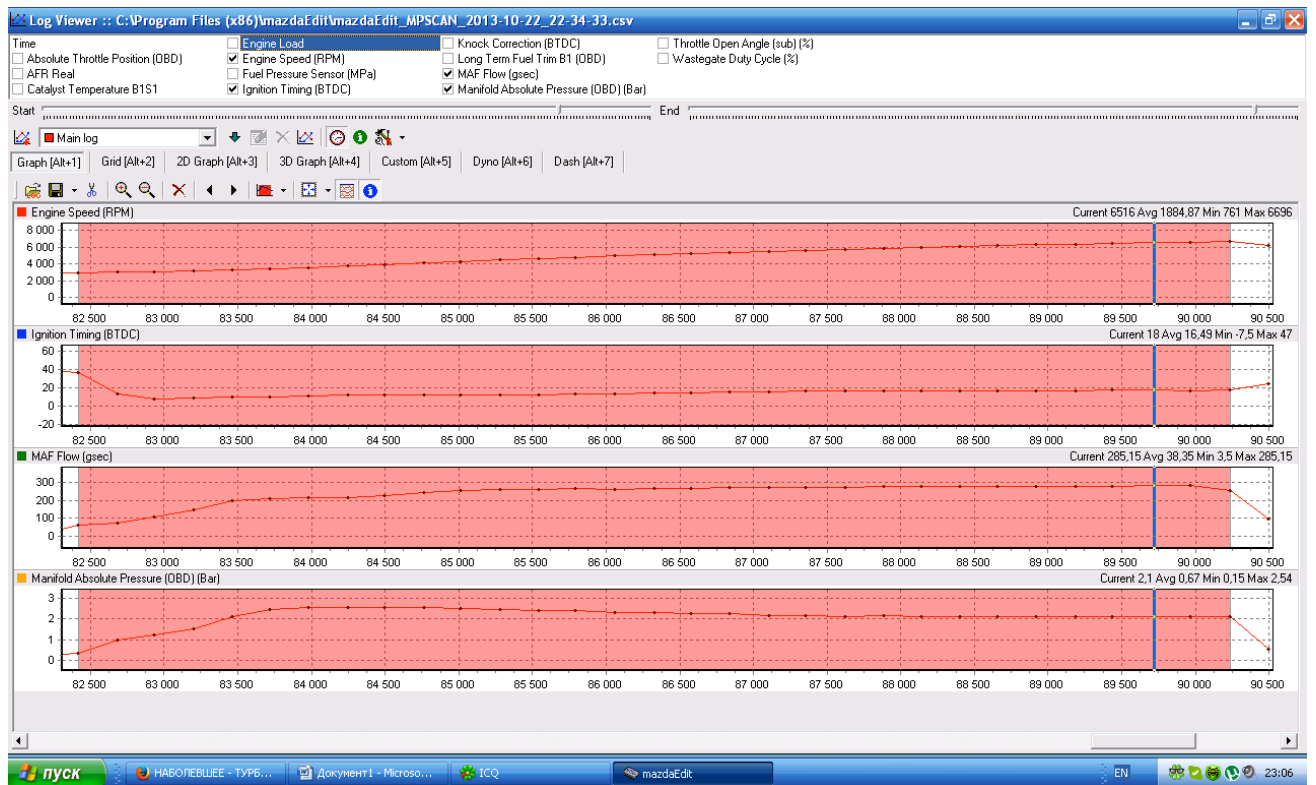 Log Viewer :: C:\Program Files (x86)\mazdaEdit\mazdaEdit_MPSCAN_2013-10-22_22-34-33.csv
Time Engine Load Knock Correction (BTDC) Throttle Open Angle (sub) (%)
Absolute Throttle Position (OBD) Engine Speed (RPM) Long Term Fuel Trim B1 (OBD) Wastegate Duty Cycle (%)
AFR Real Fuel Pressure Sensor (MPa) MAF Flow (gsec)
Catalyst Temperature B1S1 Ignition Timing (BTDC) Manifold Absolute Pressure (OBD) (Bar)
Start End
Main log
Graph [Alt+1] Grid [Alt+2] 2D Graph [Alt+3] 3D Graph [Alt+4] Custom [Alt+5] Dyno [Alt+6] Dash [Alt+7]
Engine Speed (RPM) Current 6516 Avg 1884,87 Min 761 Max 6696
8 000
6 000
4 000
2 000
0
82 500 83 000 83 500 84 000 84 500 85 000 85 500 86 000 86 500 87 000 87 500 88 000 88 500 89 000 89 500 90 000 90 500
Ignition Timing (BTDC) Current 18 Avg 16,49 Min -7,5 Max 47
60
40
20
0
-20
82 500 83 000 83 500 84 000 84 500 85 000 85 500 86 000 86 500 87 000 87 500 88 000 88 500 89 000 89 500 90 000 90 500
MAF Flow (gsec) Current 285,15 Avg 38,35 Min 3,5 Max 285,15
300
200
100
0
82 500 83 000 83 500 84 000 84 500 85 000 85 500 86 000 86 500 87 000 87 500 88 000 88 500 89 000 89 500 90 000 90 500
Manifold Absolute Pressure (OBD) (Bar) Current 2,1 Avg 0,67 Min 0,15 Max 2,54
3
2
1
0
82 500 83 000 83 500 84 000 84 500 85 000 85 500 86 000 86 500 87 000 87 500 88 000 88 500 89 000 89 500 90 000 90 500
пуск НАБОЛЕВШЕЕ - ТУРБ... Документ1 - Microso... ICQ mazdaEdit EN 23:06